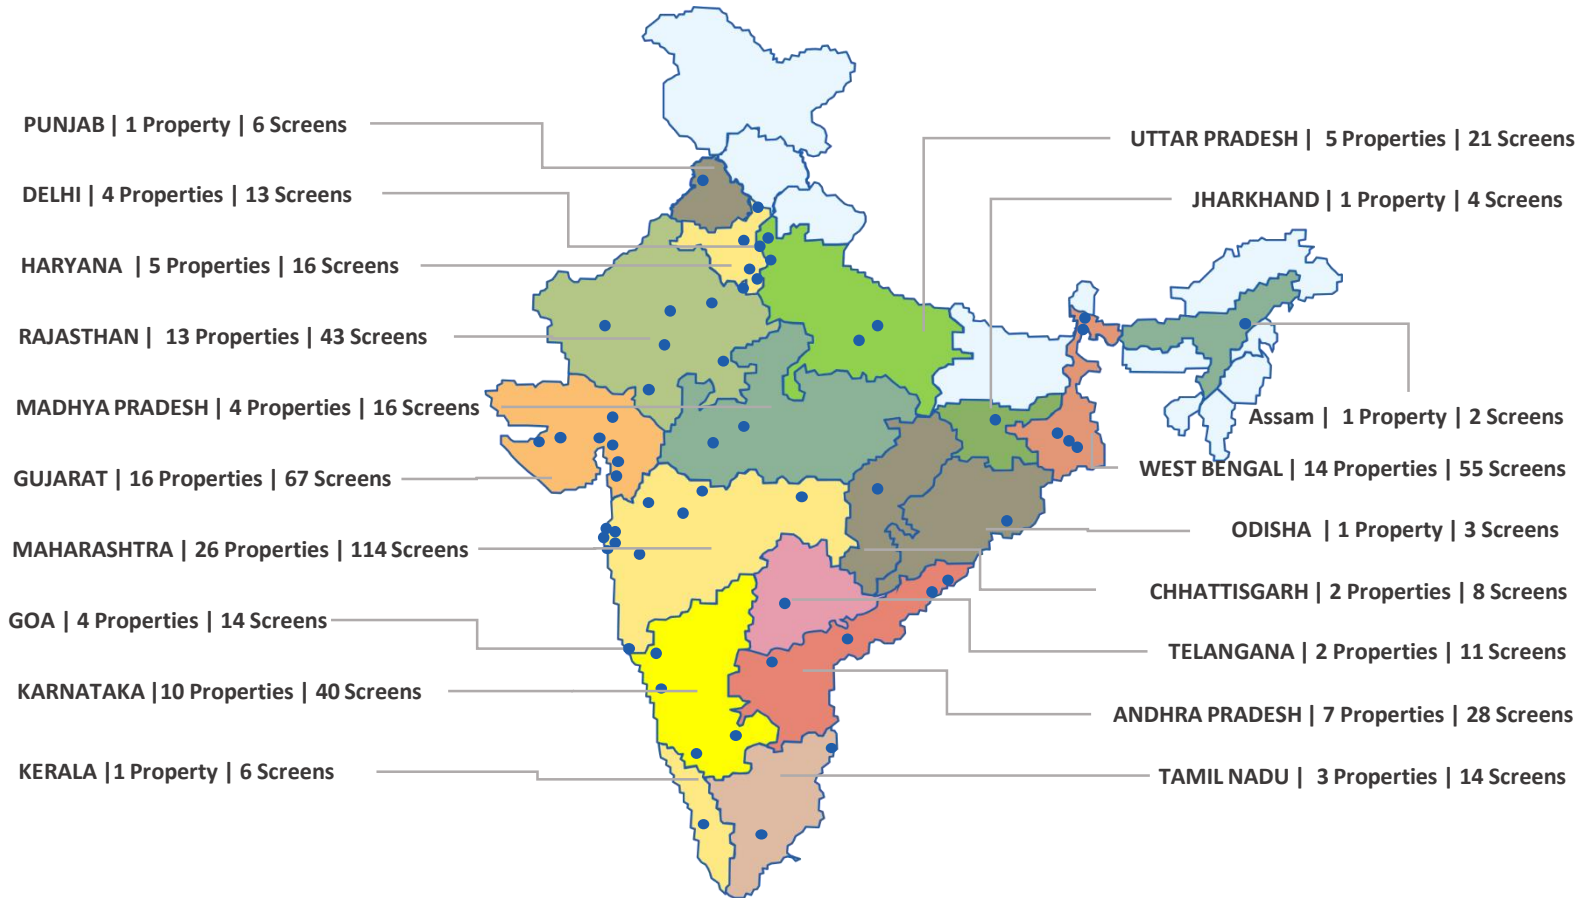 PUNJAB | 1 Property | 6 Screens
DELHI | 4 Properties | 13 Screens
HARYANA | 5 Properties | 16 Screens
RAJASTHAN | 13 Properties | 43 Screens
MADHYA PRADESH | 4 Properties | 16 Screens
GUJARAT | 16 Properties | 67 Screens
MAHARASHTRA | 26 Properties | 114 Screens
GOA | 4 Properties | 14 Screens
KARNATAKA |10 Properties | 40 Screens
KERALA |1 Property | 6 Screens
UTTAR PRADESH | 5 Properties | 21 Screens
JHARKHAND | 1 Property | 4 Screens
Assam | 1 Property | 2 Screens
WEST BENGAL | 14 Properties | 55 Screens
ODISHA | 1 Property | 3 Screens
CHHATTISGARH | 2 Properties | 8 Screens
TELANGANA | 2 Properties | 11 Screens
ANDHRA PRADESH | 7 Properties | 28 Screens
TAMIL NADU | 3 Properties | 14 Screens